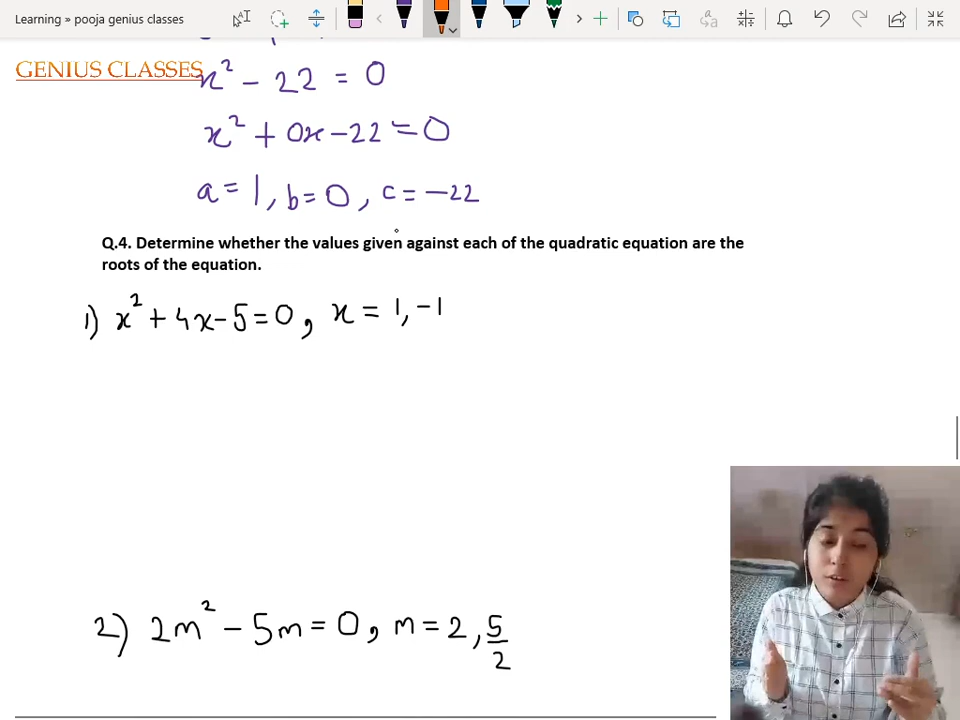 Learning » pooja genius classes
GENIUS CLASSES
x² - 22 = 0
x² + 0x - 22 = 0
a = 1, b = 0, c = -22
Q.4. Determine whether the values given against each of the quadratic equation are the
roots of the equation.
1) x² + 4x - 5 = 0, x = 1, -1
2) 2m² - 5m = 0, m = 2, 5/2